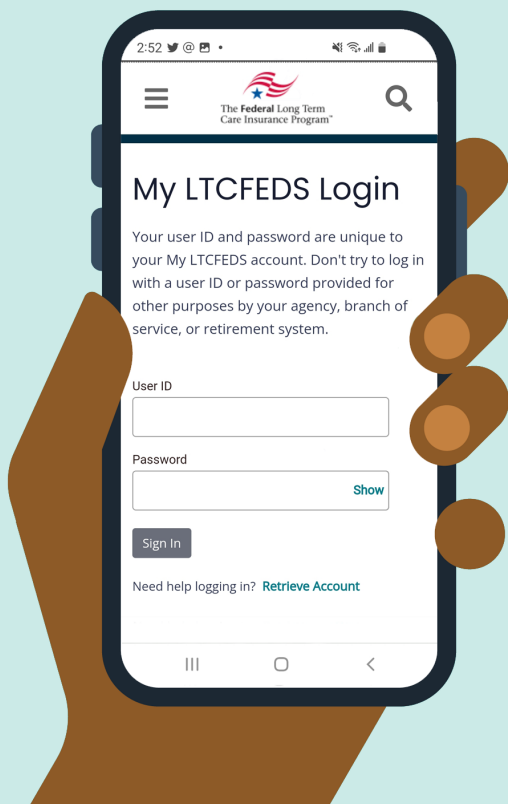 2:52
The Federal Long Term
Care Insurance Program™
My LTCFEDS Login
Your user ID and password are unique to
your My LTCFEDS account. Don't try to log in
with a user ID or password provided for
other purposes by your agency, branch of
service, or retirement system.
User ID
Password
Show
Sign In
Need help logging in? Retrieve Account